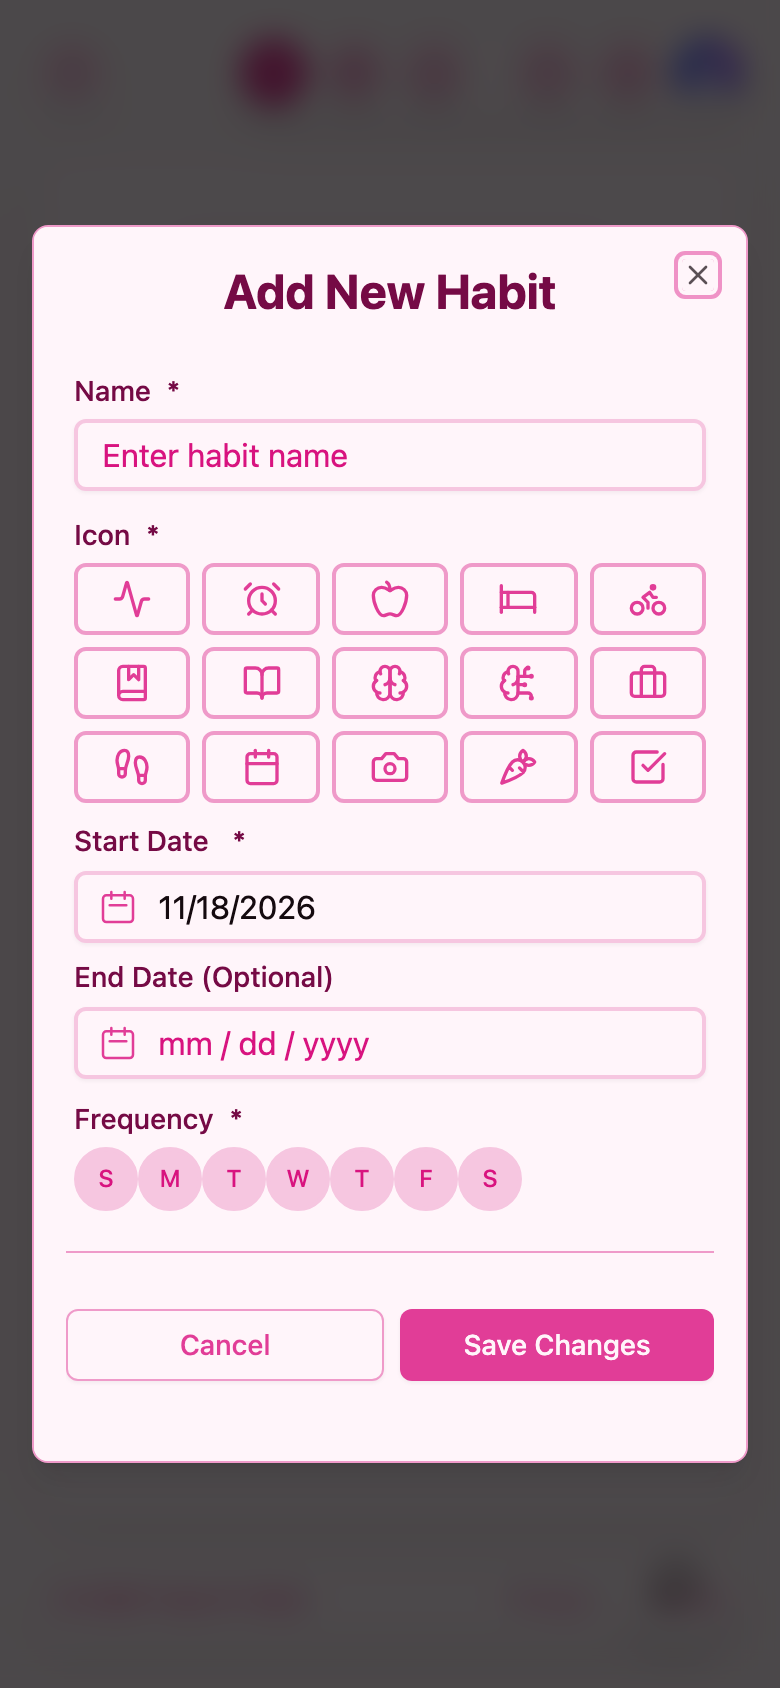 Add New Habit
Name *
Enter habit name
Icon *
Start Date *
11/18/2026
End Date (Optional)
mm / dd / yyyy
Frequency *
S M T W T F S
Cancel Save Changes